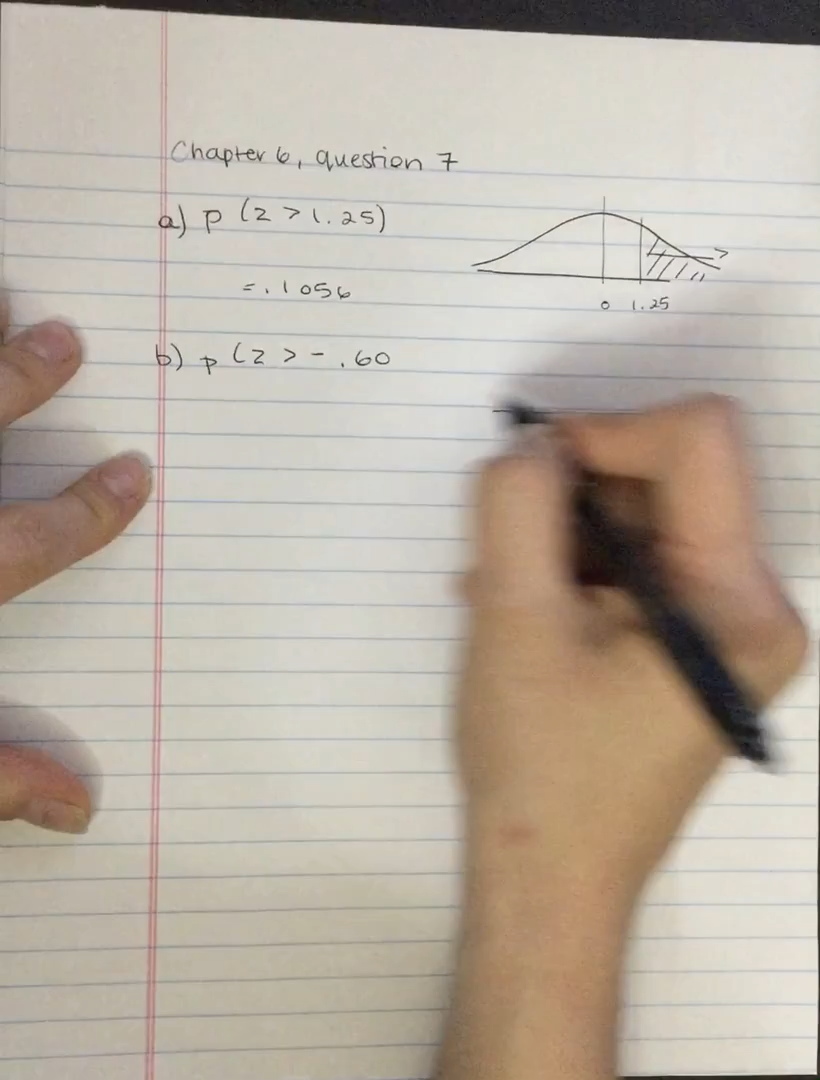 Chapter 6, question 7
a) p (z > 1.25)
= .1056
0 1.25
b) p (z > - .60